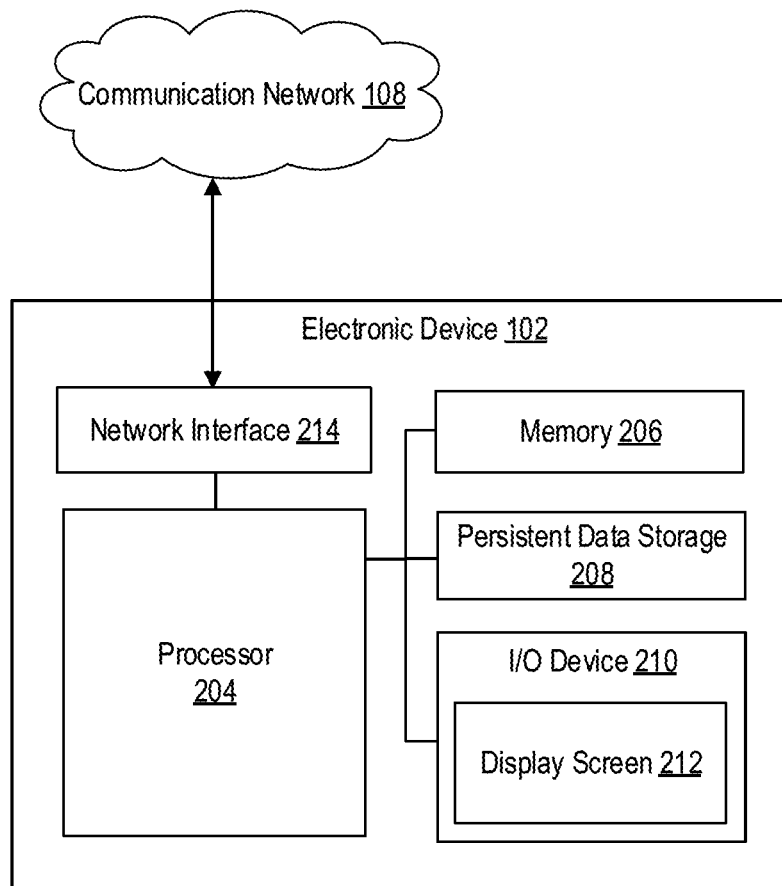 Communication Network 108
Electronic Device 102
Network Interface 214
Memory 206
Persistent Data Storage
208
Processor
204
I/O Device 210
Display Screen 212